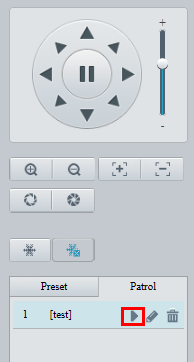 +
-
Preset Patrol
1 [test]